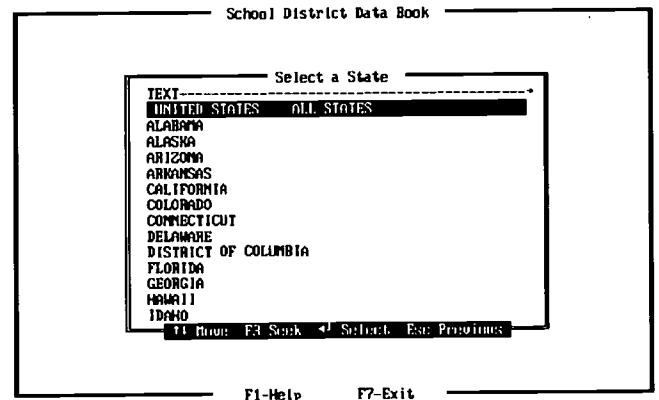 School District Data Book
Select a State
TEXT
UNITED STATES ALL STATES
ALABAMA
ALASKA
ARIZONA
ARKANSAS
CALIFORNIA
COLORADO
CONNECTICUT
DELAWARE
DISTRICT OF COLUMBIA
FLORIDA
GEORGIA
HAWAII
IDAHO
↑↓ Move F3 Seek ↵ Select Esc Previous
F1-Help F7-Exit